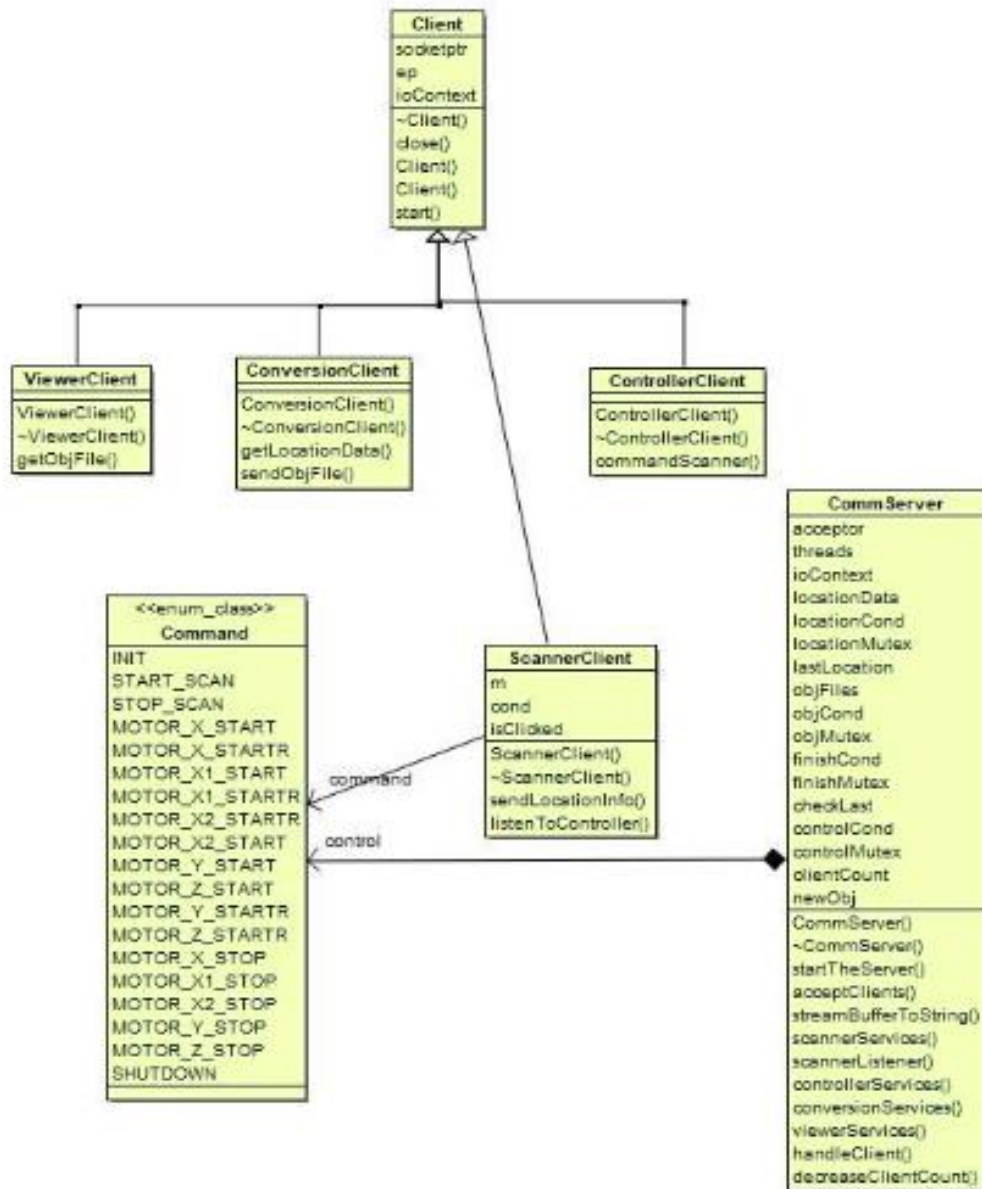 Client
socketptr
ep
ioContext
~Client()
close()
Client()
Client()
start()
ViewerClient
ViewerClient()
~ViewerClient()
getObjFile()
ConversionClient
ConversionClient()
~ConversionClient()
getLocationData()
sendObjFile()
ControllerClient
ControllerClient()
~ControllerClient()
commandScanner()
<<enum_class>>
Command
INIT
START_SCAN
STOP_SCAN
MOTOR_X_START
MOTOR_X_STARTR
MOTOR_X1_START
MOTOR_X1_STARTR
MOTOR_X2_STARTR
MOTOR_X2_START
MOTOR_Y_START
MOTOR_Z_START
MOTOR_Y_STARTR
MOTOR_Z_STARTR
MOTOR_X_STOP
MOTOR_X1_STOP
MOTOR_X2_STOP
MOTOR_Y_STOP
MOTOR_Z_STOP
SHUTDOWN
command
control
ScannerClient
m
cond
isClicked
ScannerClient()
~ScannerClient()
sendLocationInfo()
listenToController()
CommServer
acceptor
threads
ioContext
locationData
locationCond
locationMutex
lastLocation
objFiles
objCond
objMutex
finishCond
finishMutex
checkLast
controlCond
controlMutex
clientCount
newObj
CommServer()
~CommServer()
startTheServer()
acceptClients()
streamBufferToString()
scannerServices()
scannerListener()
controllerServices()
conversionServices()
viewerServices()
handleClient()
decreaseClientCount()